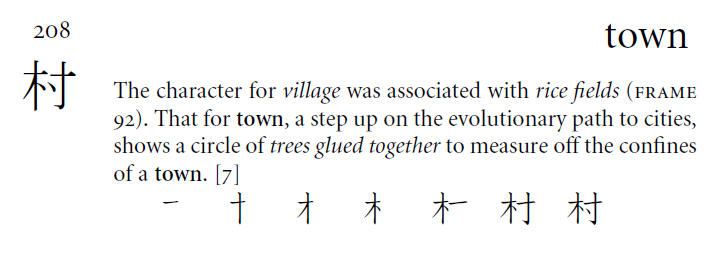 208 town
村 The character for village was associated with rice fields (FRAME
92). That for town, a step up on the evolutionary path to cities,
shows a circle of trees glued together to measure off the confines
of a town. [7]
一 十 才 木 村 村